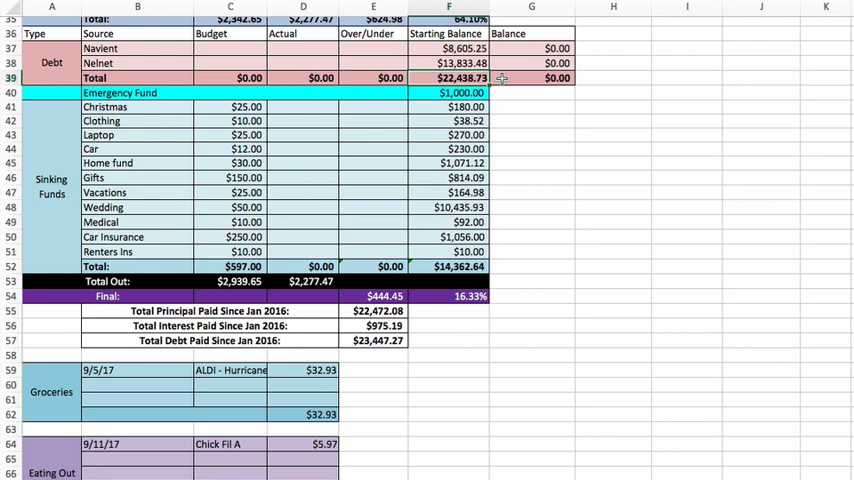 A B C D E F G H I J K
35 Total: $2,342.65 $2,277.47 $624.98 64.10%
36 Type Source Budget Actual Over/Under Starting Balance Balance
37 Navient $8,605.25 $0.00
38 Debt Nelnet $13,833.48 $0.00
39 Total $0.00 $0.00 $0.00 $22,438.73 $0.00
40 Emergency Fund $1,000.00
41 Christmas $25.00 $180.00
42 Clothing $10.00 $38.52
43 Laptop $25.00 $270.00
44 Car $12.00 $230.00
45 Home fund $30.00 $1,071.12
46 Sinking Funds Gifts $150.00 $814.09
47 Vacations $25.00 $164.98
48 Wedding $50.00 $10,435.93
49 Medical $10.00 $92.00
50 Car Insurance $250.00 $1,056.00
51 Renters Ins $10.00 $10.00
52 Total: $597.00 $0.00 $0.00 $14,362.64
53 Total Out: $2,939.65 $2,277.47
54 Final: $444.45 16.33%
55 Total Principal Paid Since Jan 2016: $22,472.08
56 Total Interest Paid Since Jan 2016: $975.19
57 Total Debt Paid Since Jan 2016: $23,447.27
58
59 9/5/17 ALDI - Hurricane $32.93
60 Groceries
61
62 $32.93
63
64 9/11/17 Chick Fil A $5.97
65
66 Eating Out